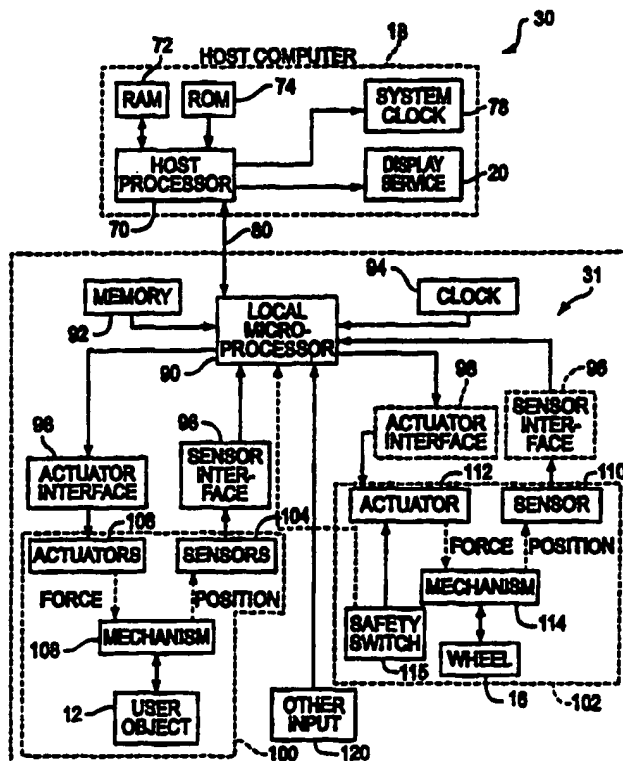 30
18
HOST COMPUTER
72
74
RAM
ROM
SYSTEM
CLOCK
78
HOST
PROCESSOR
DISPLAY
SERVICE
20
70
80
94
31
MEMORY
CLOCK
92
LOCAL
MICRO-
PROCESSOR
90
98
96
ACTUATOR
INTERFACE
SENSOR
INTER-
FACE
98
96
ACTUATOR
INTERFACE
SENSOR
INTER-
FACE
112
110
ACTUATOR
SENSOR
108
104
ACTUATORS
SENSORS
FORCE
POSITION
MECHANISM
114
FORCE
POSITION
MECHANISM
106
SAFETY
SWITCH
115
WHEEL
16
102
12
USER
OBJECT
100
OTHER
INPUT
120